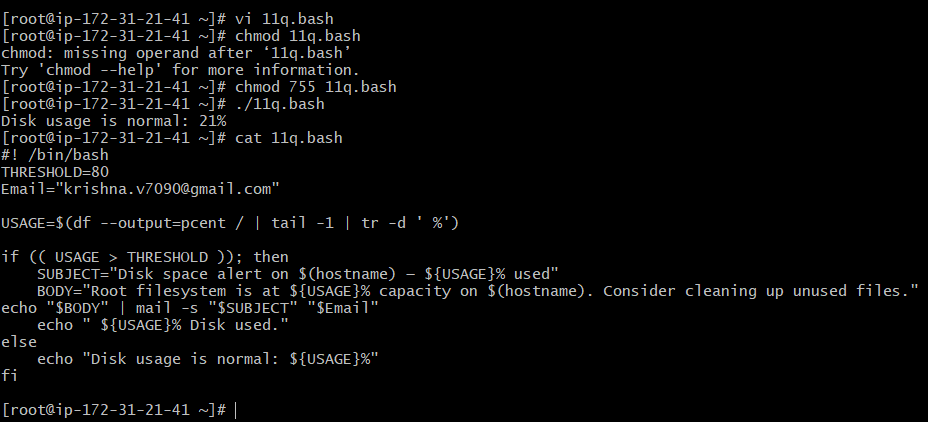 [root@ip-172-31-21-41 ~]# vi 11q.bash
[root@ip-172-31-21-41 ~]# chmod 11q.bash
chmod: missing operand after ‘11q.bash’
Try 'chmod --help' for more information.
[root@ip-172-31-21-41 ~]# chmod 755 11q.bash
[root@ip-172-31-21-41 ~]# ./11q.bash
Disk usage is normal: 21%
[root@ip-172-31-21-41 ~]# cat 11q.bash
#! /bin/bash
THRESHOLD=80
Email="krishna.v7090@gmail.com"

USAGE=$(df --output=pcent / | tail -1 | tr -d ' %')

if (( USAGE > THRESHOLD )); then
    SUBJECT="Disk space alert on $(hostname) – ${USAGE}% used"
    BODY="Root filesystem is at ${USAGE}% capacity on $(hostname). Consider cleaning up unused files."
echo "$BODY" | mail -s "$SUBJECT" "$Email"
    echo " ${USAGE}% Disk used."
else
    echo "Disk usage is normal: ${USAGE}%"
fi

[root@ip-172-31-21-41 ~]#